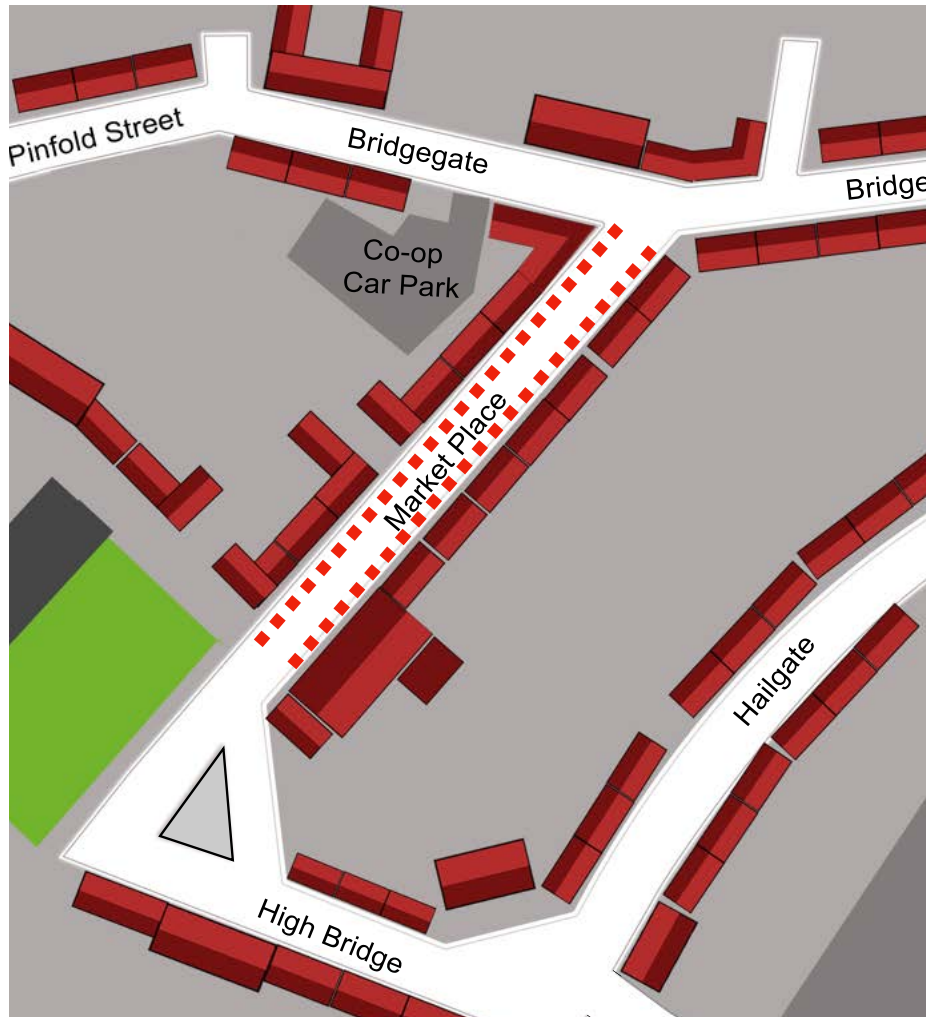 Pinfold Street
Bridgegate
Bridge
Co-op
Car Park
Market Place
Hailgate
High Bridge